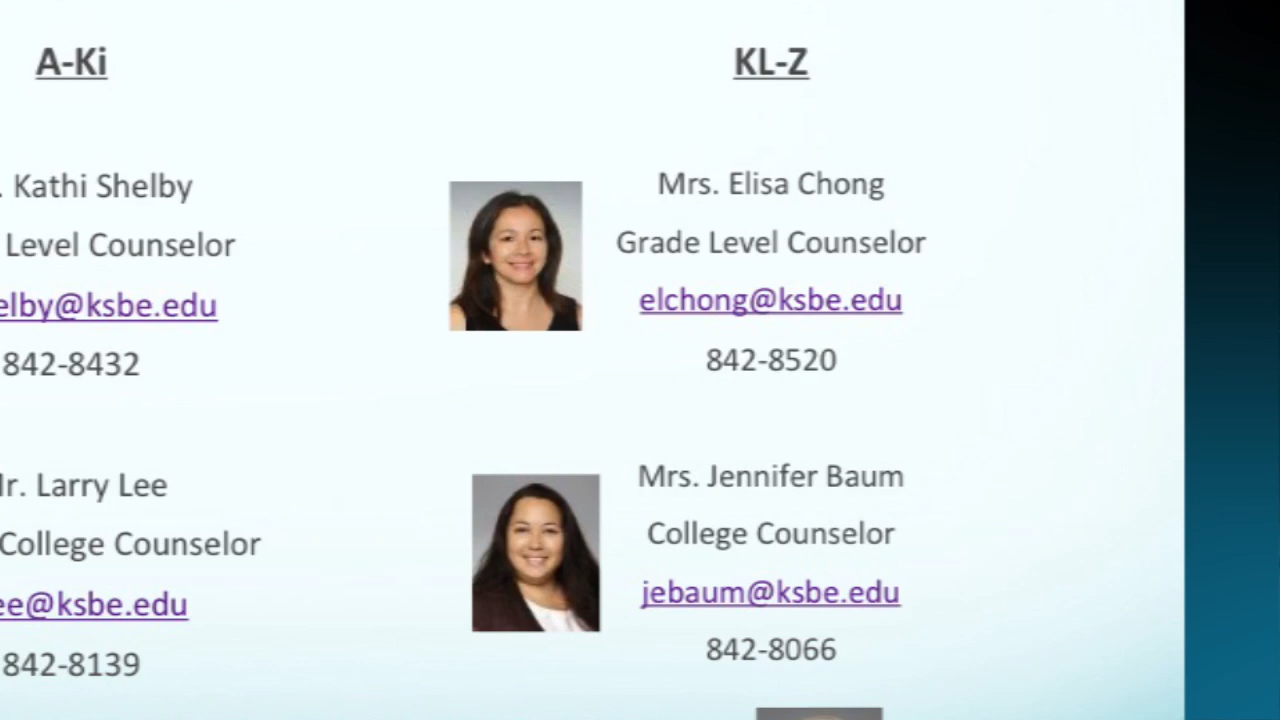 A-Ki
. Kathi Shelby
Level Counselor
elby@ksbe.edu
842-8432
r. Larry Lee
College Counselor
ee@ksbe.edu
842-8139
KL-Z
Mrs. Elisa Chong
Grade Level Counselor
elchong@ksbe.edu
842-8520
Mrs. Jennifer Baum
College Counselor
jebaum@ksbe.edu
842-8066